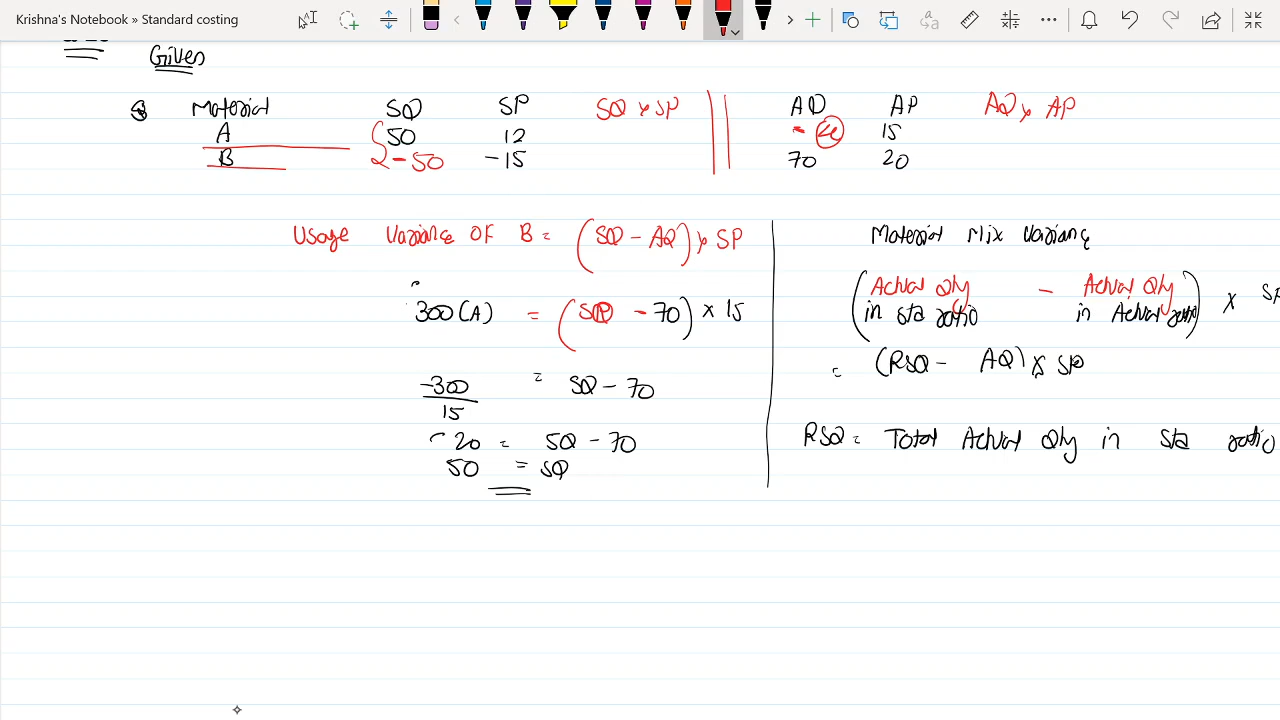 Krishna's Notebook » Standard costing
Given
Material SQ SP SQ × SP AQ AP AQ × AP
A 50 12 15
B 50 -15 70 20
Usage Variance OF B = (SQ - AQ) × SP
300(A) = (SQ - 70) × 15
-300 = SQ - 70
15
20 = SQ - 70
50 = SQ
Material Mix Variance
(Actual Qty - Actual Qty) ×
in std ratio in Actual ratio
= (RSQ - AQ) × SP
RSQ = Total Actual Qty in std ratio